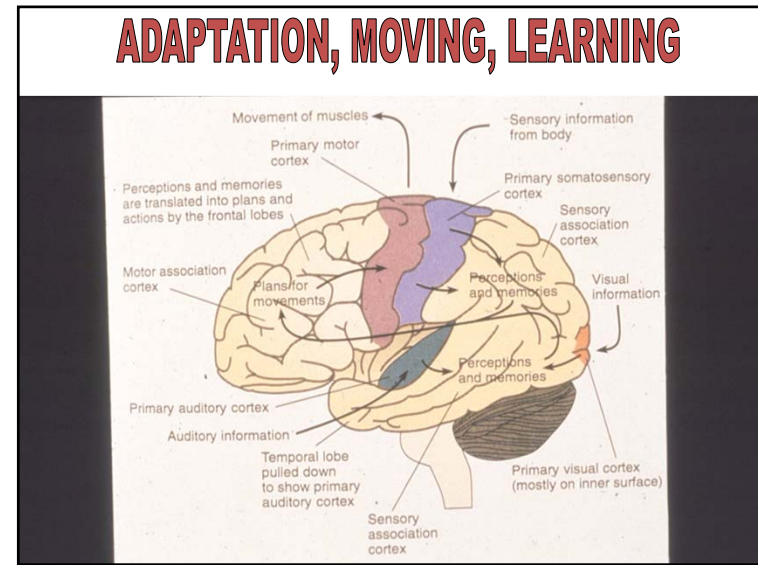 ADAPTATION, MOVING, LEARNING
Movement of muscles
Sensory information
from body
Primary motor
cortex
Primary somatosensory
cortex
Perceptions and memories
are translated into plans and
actions by the frontal lobes
Sensory
association
cortex
Motor association
cortex
Plans for
movements
Perceptions
and memories
Visual
information
Perceptions
and memories
Primary auditory cortex
Auditory information
Temporal lobe
pulled down
to show primary
auditory cortex
Primary visual cortex
(mostly on inner surface)
Sensory
association
cortex